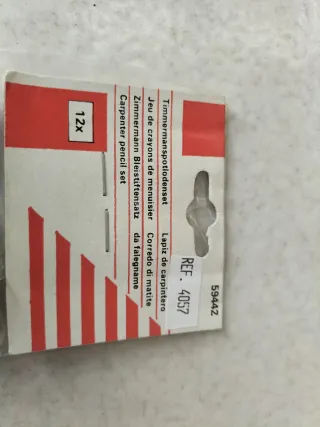 59442
REF. 4057
Timmermanspotlodenset
Jeu de crayons de menuisier
Zimmermann Bleistiftensatz
Carpenter pencil set
Lapiz de carpintero
Corredo di matite
da falegname
12x